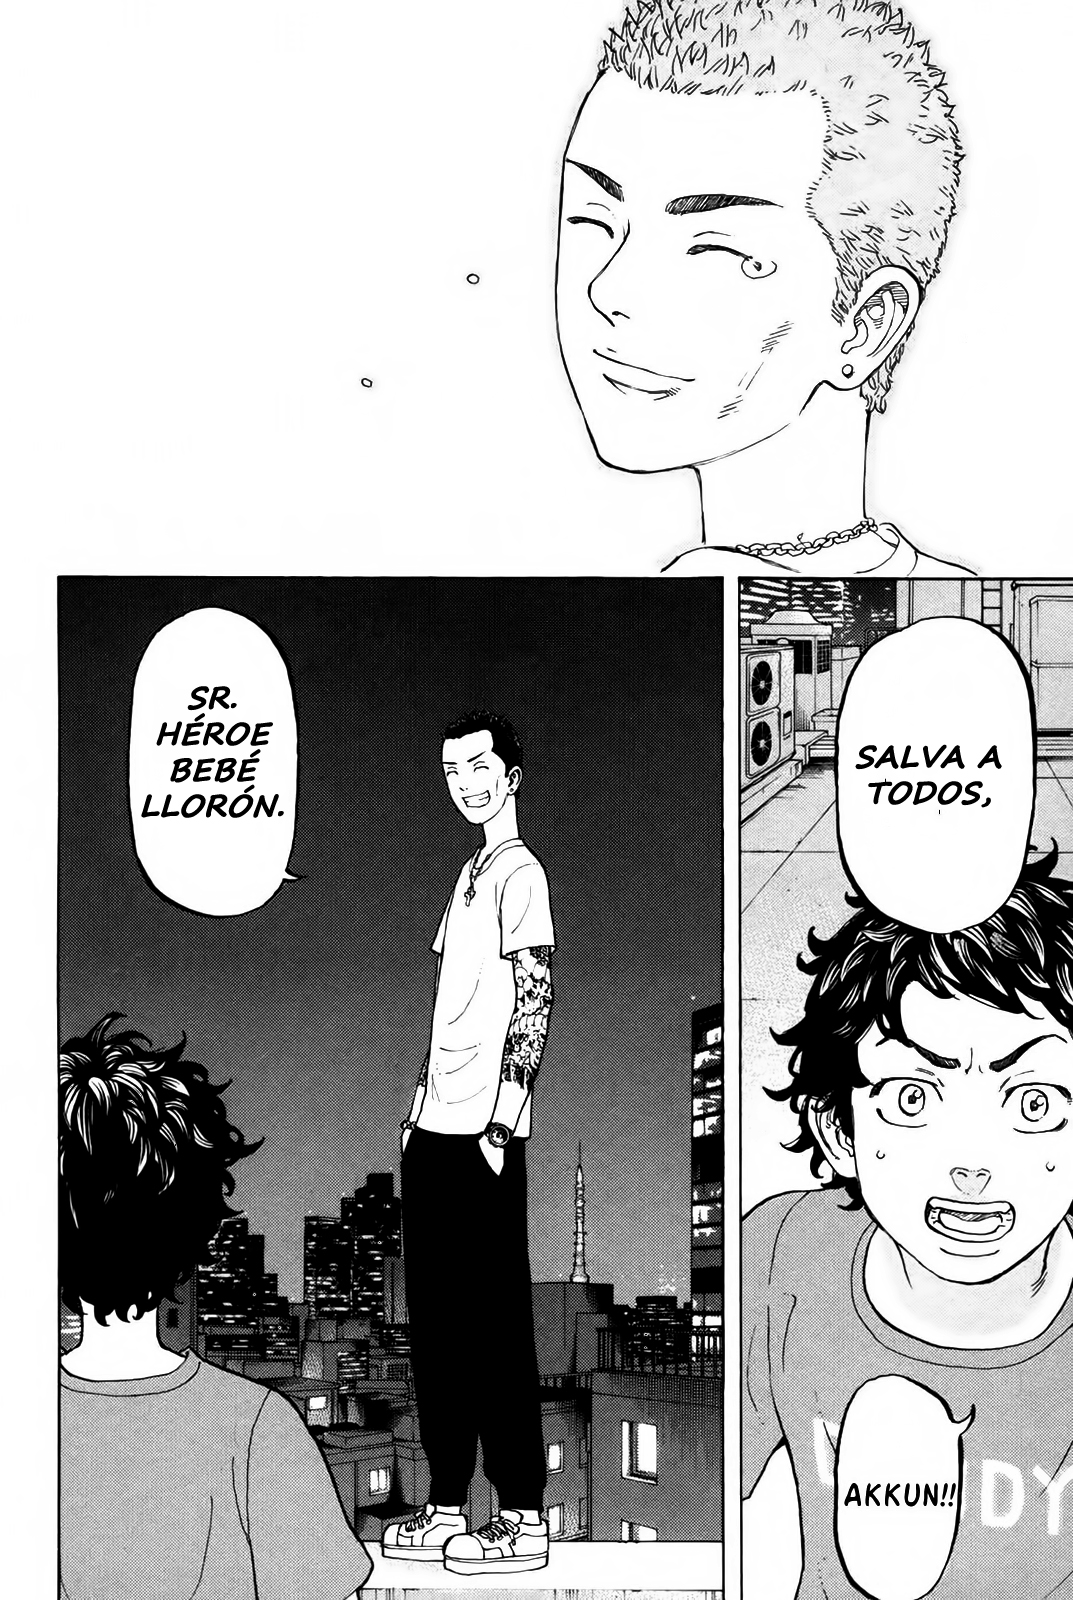 SALVA A
TODOS,
AKKUN!!
SR.
HÉROE
BEBÉ
LLORÓN.